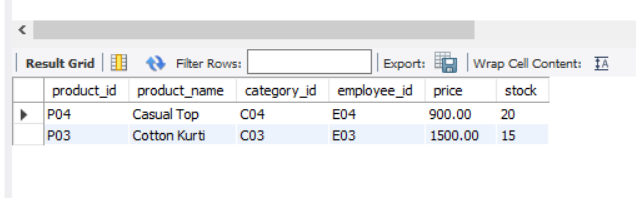 Result Grid Filter Rows: Export: Wrap Cell Content: IA
product_id product_name category_id employee_id price stock
P04 Casual Top C04 E04 900.00 20
P03 Cotton Kurti C03 E03 1500.00 15